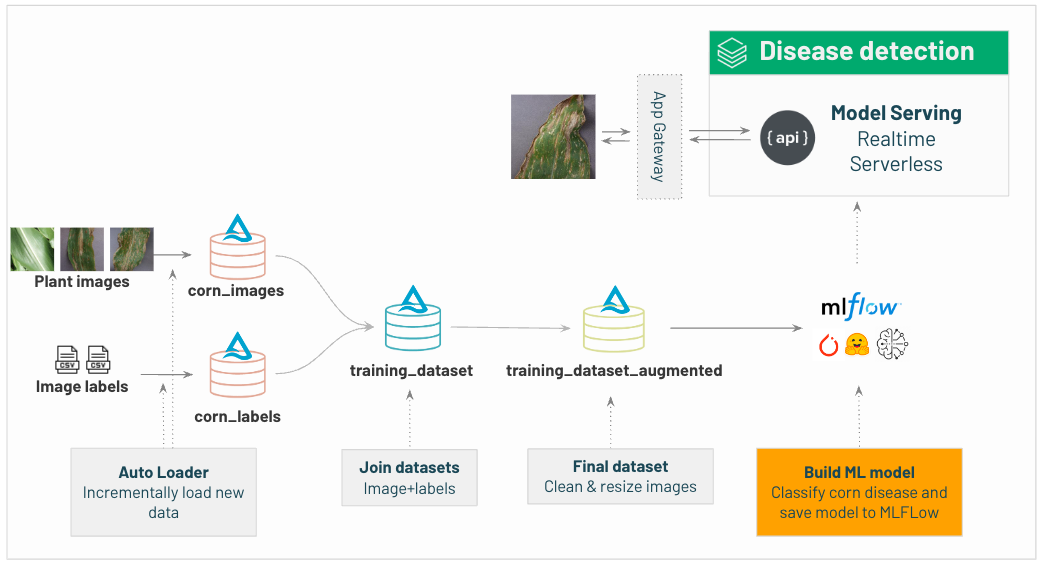 Disease detection
App Gateway
{ api }
Model Serving
Realtime
Serverless
Plant images
corn_images
CSV CSV
Image labels
corn_labels
training_dataset
training_dataset_augmented
mlflow™
Auto Loader
Incrementally load new
data
Join datasets
Image+labels
Final dataset
Clean & resize images
Build ML model
Classify corn disease and
save model to MLFLow